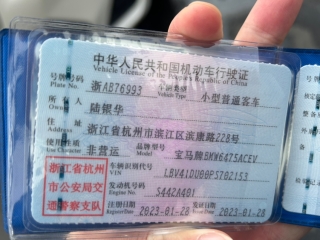 中华人民共和国机动车行驶证
Vehicle License of the People's Republic of China
号牌号码 浙AB76993 车辆类型 小型普通客车
Plate No. Vehicle Type
所有人 陆银华
Owner
住址 浙江省杭州市滨江区滨康路228号
Address
使用性质 非营运 品牌型号 宝马牌BMW6475ACEV
Use Character Model
浙江省杭州
市公安局交
通警察支队
车辆识别代号
VIN
发动机号码 S442A401
Engine No.
注册日期 2023-01-28 发证日期 2023-01-28
Register Date Issue Date